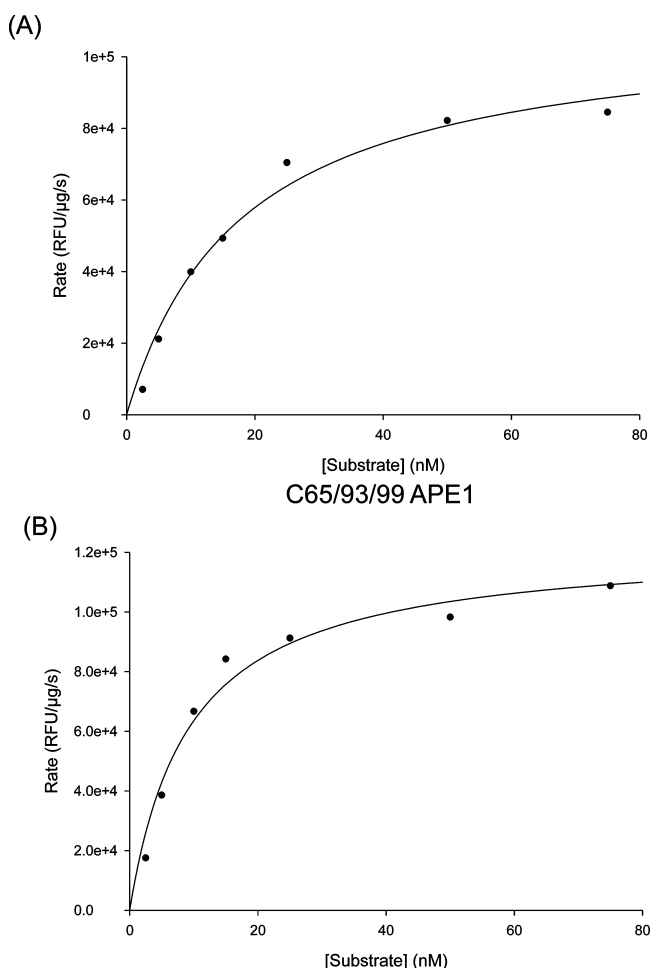 (A)
1e+5
8e+4
6e+4
4e+4
2e+4
0
Rate (RFU/µg/s)
0 20 40 60 80
[Substrate] (nM)
C65/93/99 APE1
(B)
1.2e+5
1.0e+5
8.0e+4
6.0e+4
4.0e+4
2.0e+4
0.0
Rate (RFU/µg/s)
0 20 40 60 80
[Substrate] (nM)